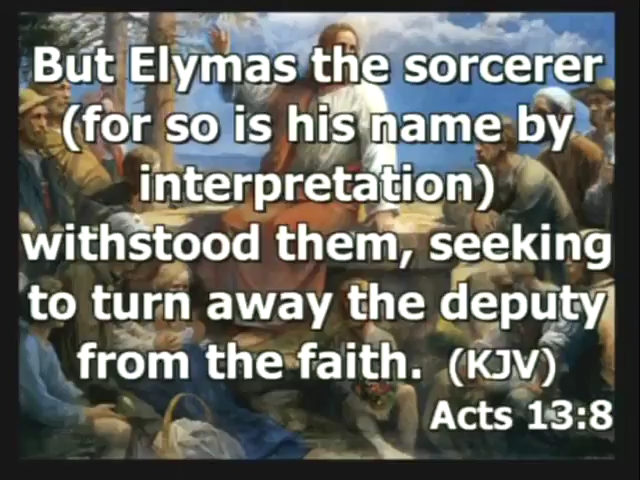 But Elymas the sorcerer
(for so is his name by
interpretation)
withstood them, seeking
to turn away the deputy
from the faith. (KJV)
Acts 13:8